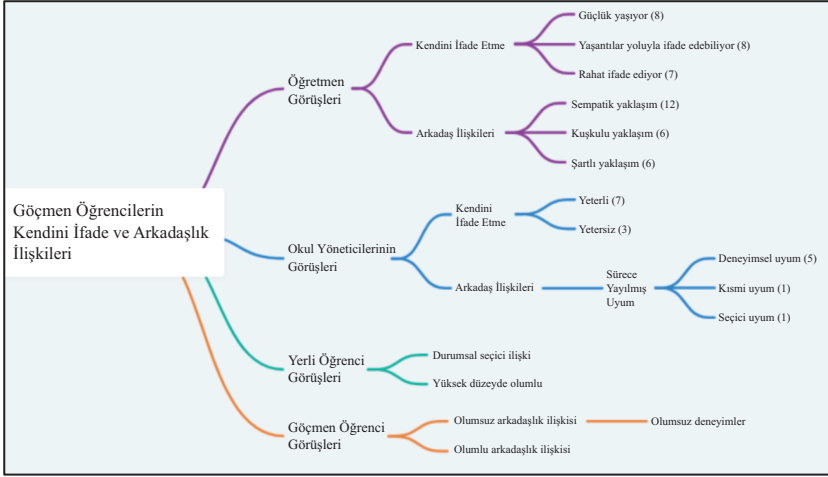 Göçmen Öğrencilerin
Kendini İfade ve Arkadaşlık
İlişkileri
Öğretmen
Görüşleri
Kendini İfade Etme
Güçlük yaşıyor (8)
Yaşantılar yoluyla ifade edebiliyor (8)
Rahat ifade ediyor (7)
Arkadaş İlişkileri
Sempatik yaklaşım (12)
Kuşkulu yaklaşım (6)
Şartlı yaklaşım (6)
Okul Yöneticilerinin
Görüşleri
Kendini
İfade Etme
Yeterli (7)
Yetersiz (3)
Arkadaş İlişkileri
Sürece
Yayılmış
Uyum
Deneyimsel uyum (5)
Kısmi uyum (1)
Seçici uyum (1)
Yerli Öğrenci
Görüşleri
Durumsal seçici ilişki
Yüksek düzeyde olumlu
Göçmen Öğrenci
Görüşleri
Olumsuz arkadaşlık ilişkisi
Olumsuz deneyimler
Olumlu arkadaşlık ilişkisi